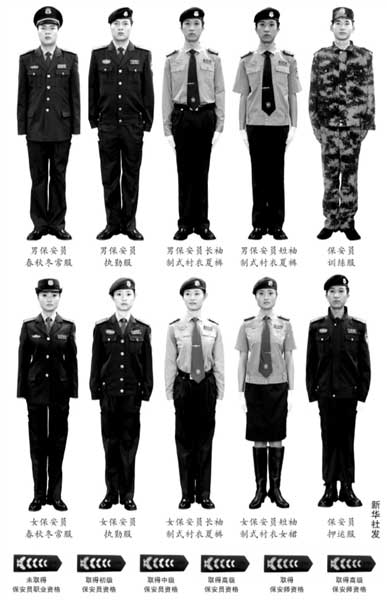 男保安员
春秋冬常服
男保安员
执勤服
男保安员长袖
制式衬衣夏裤
男保安员短袖
制式衬衣夏裤
保安员
训练服
女保安员
春秋冬常服
女保安员
执勤服
女保安员长袖
制式衬衣夏裤
女保安员短袖
制式衬衣女裙
保安员
押运服
新华社发
未取得
保安员职业资格
取得初级
保安员资格
取得中级
保安员资格
取得高级
保安员资格
取得
保安师资格
取得高级
保安师资格